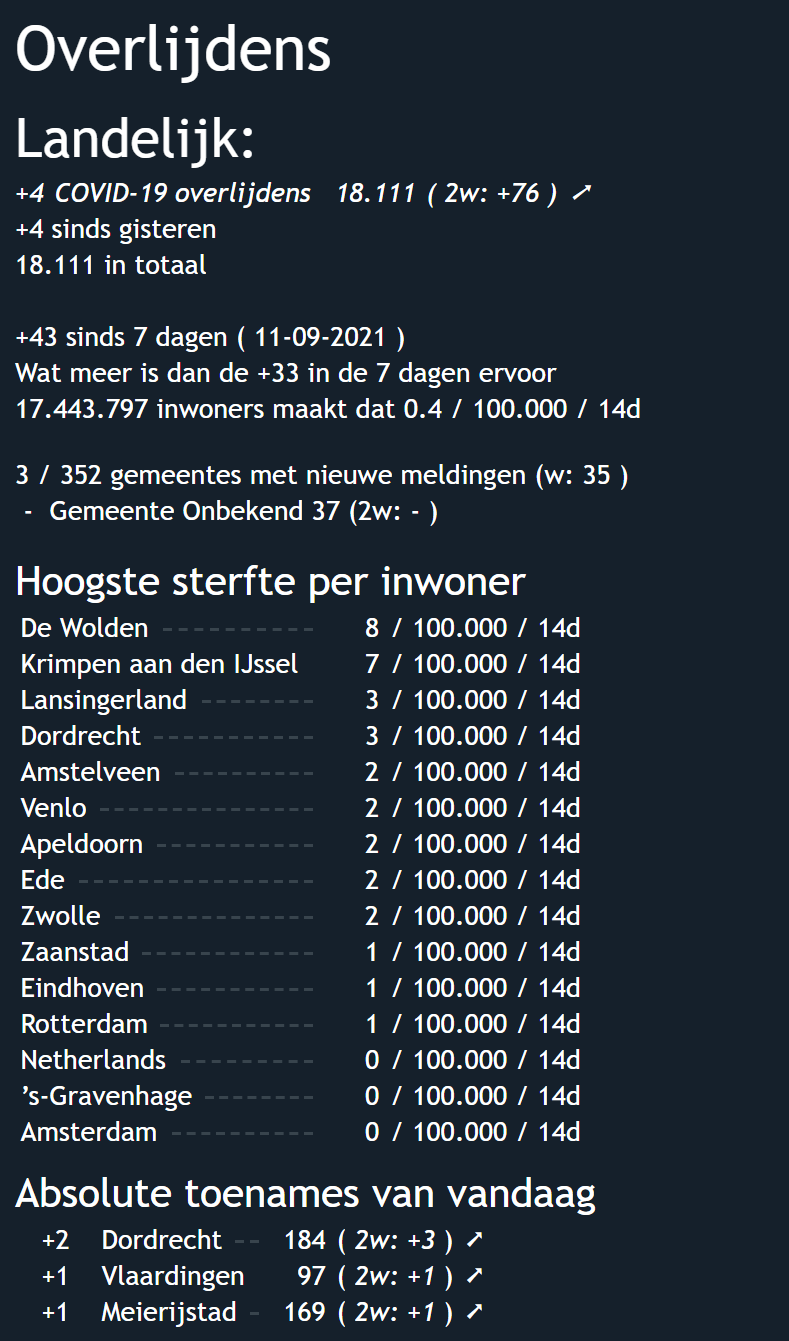 Overlijdens
Landelijk:
+4 COVID-19 overlijdens 18.111 ( 2w: +76 ) ➚
+4 sinds gisteren
18.111 in totaal
+43 sinds 7 dagen ( 11-09-2021 )
Wat meer is dan de +33 in de 7 dagen ervoor
17.443.797 inwoners maakt dat 0.4 / 100.000 / 14d
3 / 352 gemeentes met nieuwe meldingen (w: 35 )
- Gemeente Onbekend 37 (2w: - )
Hoogste sterfte per inwoner
De Wolden ---------- 8 / 100.000 / 14d
Krimpen aan den IJssel 7 / 100.000 / 14d
Lansingerland -------- 3 / 100.000 / 14d
Dordrecht ----------- 3 / 100.000 / 14d
Amstelveen --------- 2 / 100.000 / 14d
Venlo -------------- 2 / 100.000 / 14d
Apeldoorn ---------- 2 / 100.000 / 14d
Ede ---------------- 2 / 100.000 / 14d
Zwolle ------------- 2 / 100.000 / 14d
Zaanstad ----------- 1 / 100.000 / 14d
Eindhoven ---------- 1 / 100.000 / 14d
Rotterdam ---------- 1 / 100.000 / 14d
Netherlands --------- 0 / 100.000 / 14d
’s-Gravenhage ------- 0 / 100.000 / 14d
Amsterdam ---------- 0 / 100.000 / 14d
Absolute toenames van vandaag
+2 Dordrecht -- 184 ( 2w: +3 ) ➚
+1 Vlaardingen 97 ( 2w: +1 ) ➚
+1 Meierijstad - 169 ( 2w: +1 ) ➚